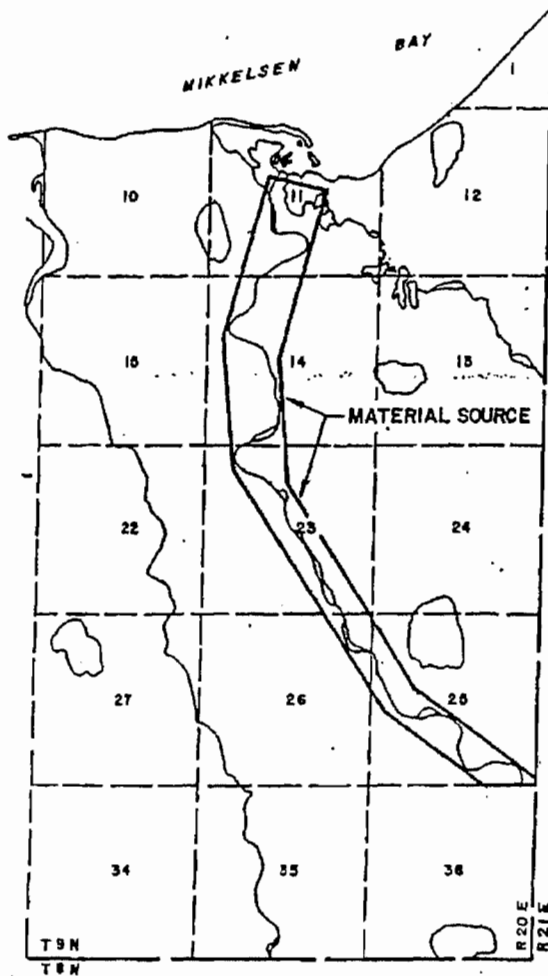 MIKKELSEN BAY
1
10 11 12
15 14 13
MATERIAL SOURCE
22 23 24
27 26 25
34 35 36
T9N
T8N
R20E
R21E